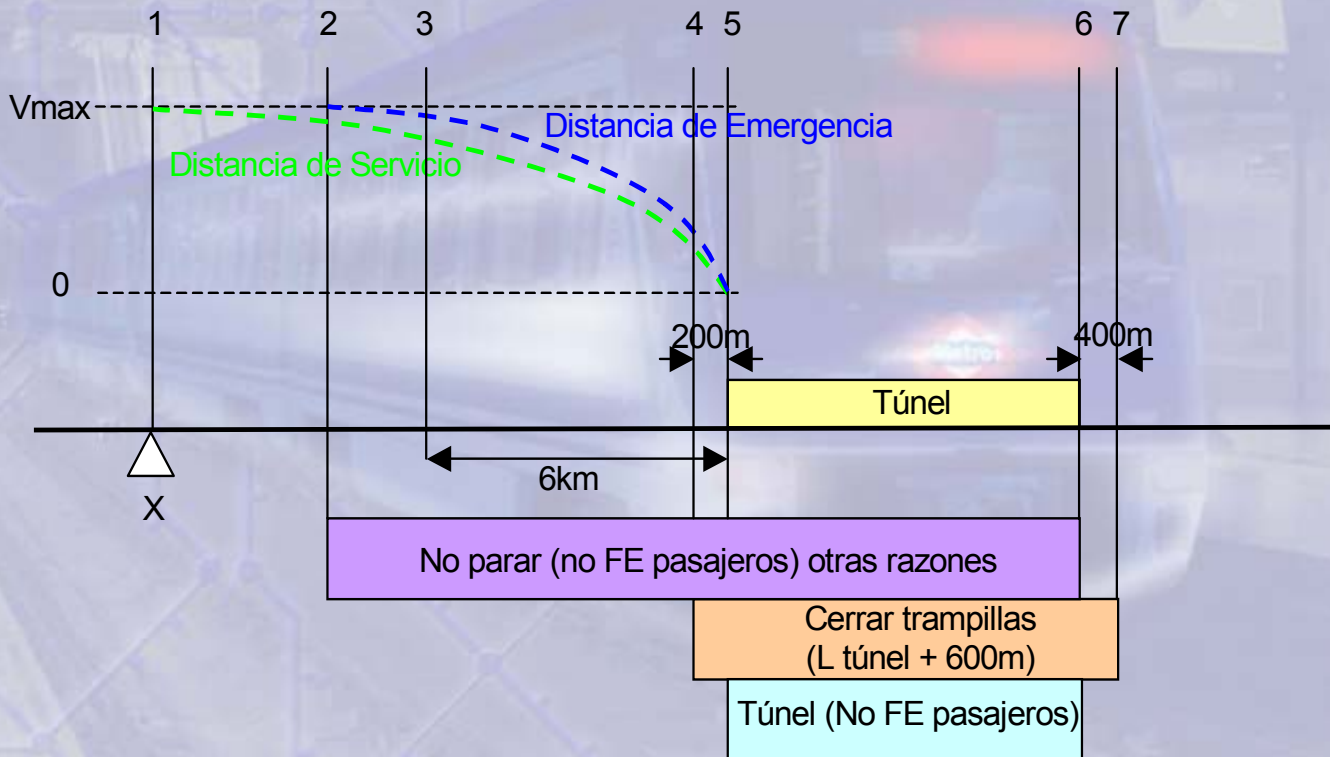 1 2 3 4 5 6 7
Vmax
Distancia de Emergencia
Distancia de Servicio
0
200m
400m
Metro
Túnel
6km
X
No parar (no FE pasajeros) otras razones
Cerrar trampillas
(L túnel + 600m)
Túnel (No FE pasajeros)